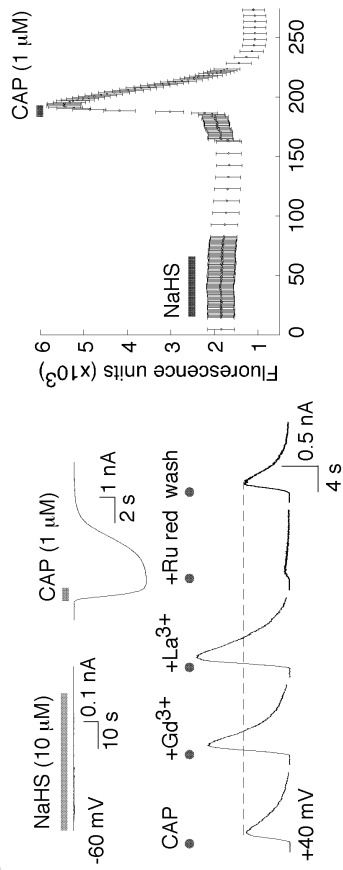 NaHS (10 μM)
CAP (1 μM)
-60 mV
0.1 nA
10 s
1 nA
2 s
CAP
+Gd3+
+La3+
+Ru red
wash
+40 mV
0.5 nA
4 s
CAP (1 μM)
NaHS
Fluorescence units (x10³)
6
5
4
3
2
1
0
50
100
150
200
250